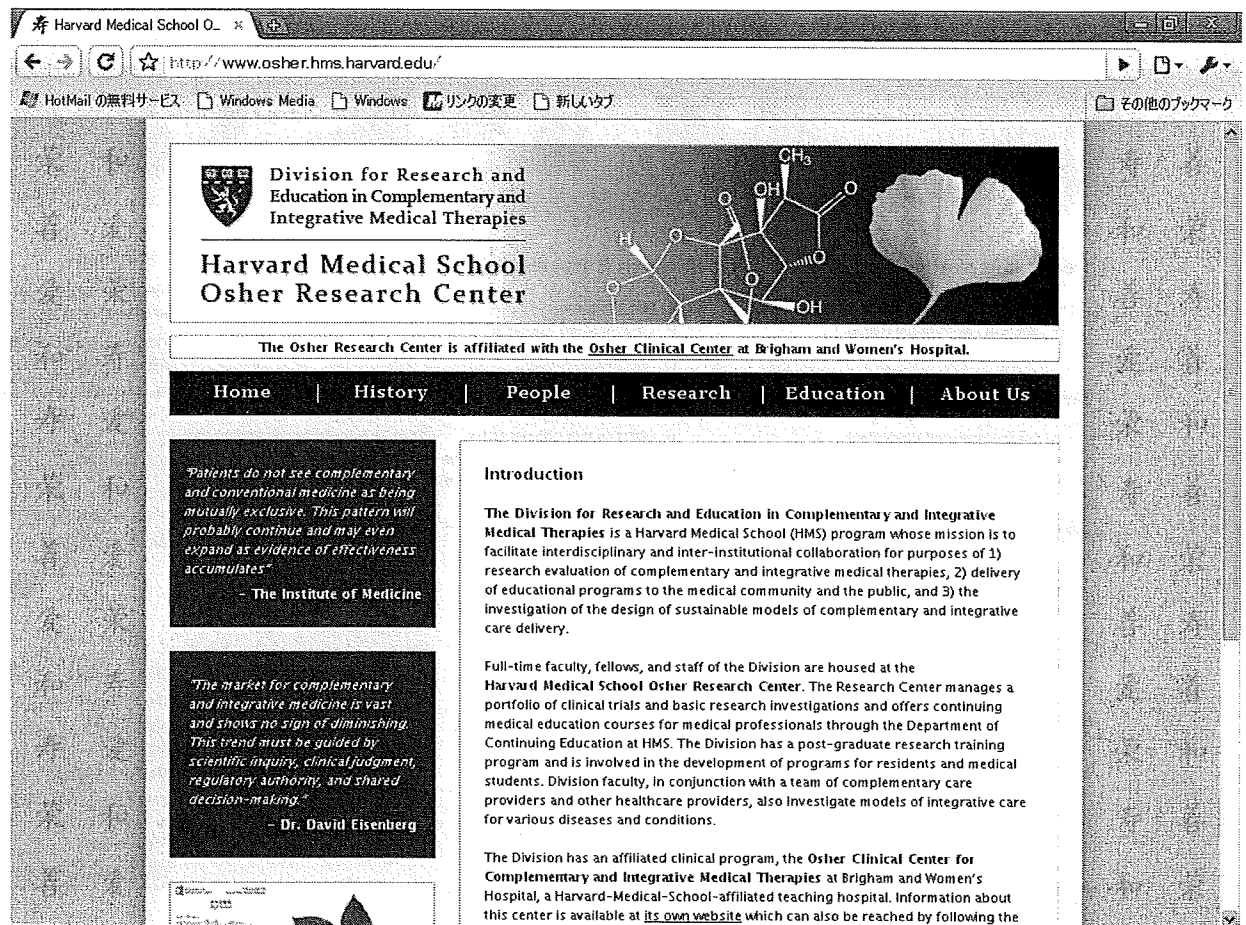 Harvard Medical School O...
http://www.osher.hms.harvard.edu/
HotMail の無料サービス Windows Media Windows リンクの変更 新しいタブ その他のブックマーク
Division for Research and
Education in Complementary and
Integrative Medical Therapies
Harvard Medical School
Osher Research Center
CH3
OH
O
O
H
O
O
O
O
OH
The Osher Research Center is affiliated with the Osher Clinical Center at Brigham and Women's Hospital.
Home | History | People | Research | Education | About Us
"Patients do not see complementary
and conventional medicine as being
mutually exclusive. This pattern will
probably continue and may even
expand as evidence of effectiveness
accumulates"
– The Institute of Medicine
"The market for complementary
and integrative medicine is vast
and shows no sign of diminishing.
This trend must be guided by
scientific inquiry, clinical judgment,
regulatory authority, and shared
decision-making."
– Dr. David Eisenberg
Introduction
The Division for Research and Education in Complementary and Integrative
Medical Therapies is a Harvard Medical School (HMS) program whose mission is to
facilitate interdisciplinary and inter-institutional collaboration for purposes of 1)
research evaluation of complementary and integrative medical therapies, 2) delivery
of educational programs to the medical community and the public, and 3) the
investigation of the design of sustainable models of complementary and integrative
care delivery.
Full-time faculty, fellows, and staff of the Division are housed at the
Harvard Medical School Osher Research Center. The Research Center manages a
portfolio of clinical trials and basic research investigations and offers continuing
medical education courses for medical professionals through the Department of
Continuing Education at HMS. The Division has a post-graduate research training
program and is involved in the development of programs for residents and medical
students. Division faculty, in conjunction with a team of complementary care
providers and other healthcare providers, also investigate models of integrative care
for various diseases and conditions.
The Division has an affiliated clinical program, the Osher Clinical Center for
Complementary and Integrative Medical Therapies at Brigham and Women's
Hospital, a Harvard-Medical-School-affiliated teaching hospital. Information about
this center is available at its own website which can also be reached by following the